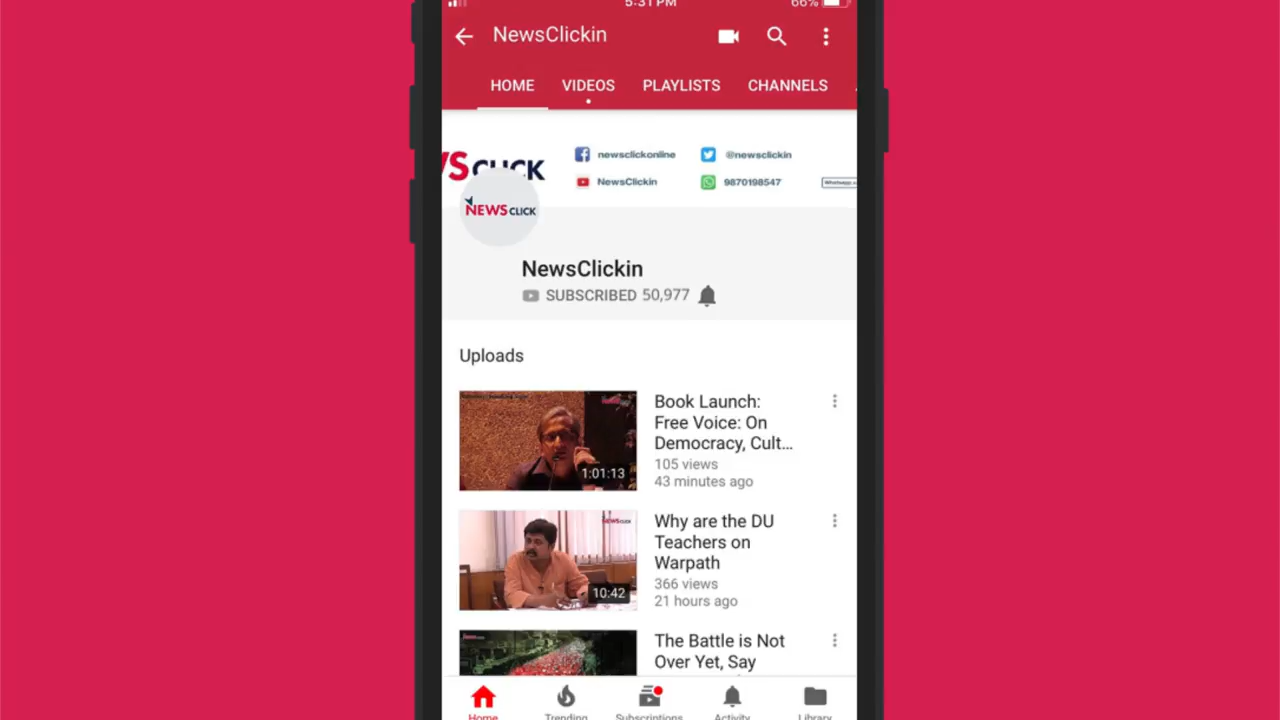 5:31 PM
66%
NewsClickin
HOME VIDEOS PLAYLISTS CHANNELS
CLICK
newsclickonline
@newsclickin
NewsClickin
9870198547
Whatsapp
NEWS CLICK
NewsClickin
SUBSCRIBED 50,977
Uploads
Book Launch:
Free Voice: On
Democracy, Cult...
105 views
43 minutes ago
1:01:13
Why are the DU
Teachers on
Warpath
366 views
21 hours ago
NEWSCLICK
10:42
The Battle is Not
Over Yet, Say
Home Trending Subscriptions Activity Library